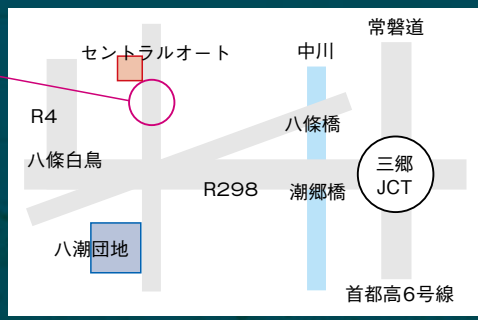 常磐道
セントラルオート
中川
R4
八條橋
八條白鳥
三郷
JCT
R298
潮郷橋
八潮団地
首都高6号線